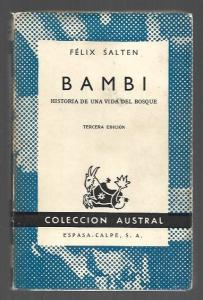 FÉLIX SALTEN
BAMBI
HISTORIA DE UNA VIDA DEL BOSQUE
TERCERA EDICIÓN
COLECCION AUSTRAL
ESPASA-CALPE, S. A.